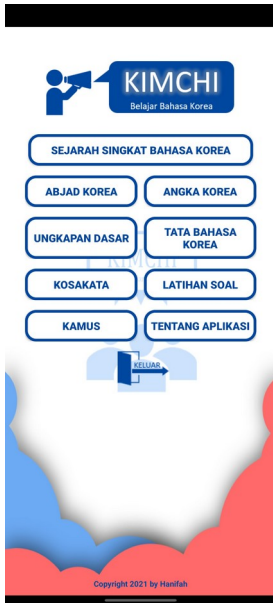 KIMCHI
Belajar Bahasa Korea
SEJARAH SINGKAT BAHASA KOREA
ABJAD KOREA
ANGKA KOREA
UNGKAPAN DASAR
TATA BAHASA
KOREA
KIMCHI
KOSAKATA
LATIHAN SOAL
KAMUS
TENTANG APLIKASI
KELUAR
Copyright 2021 by Hanifah